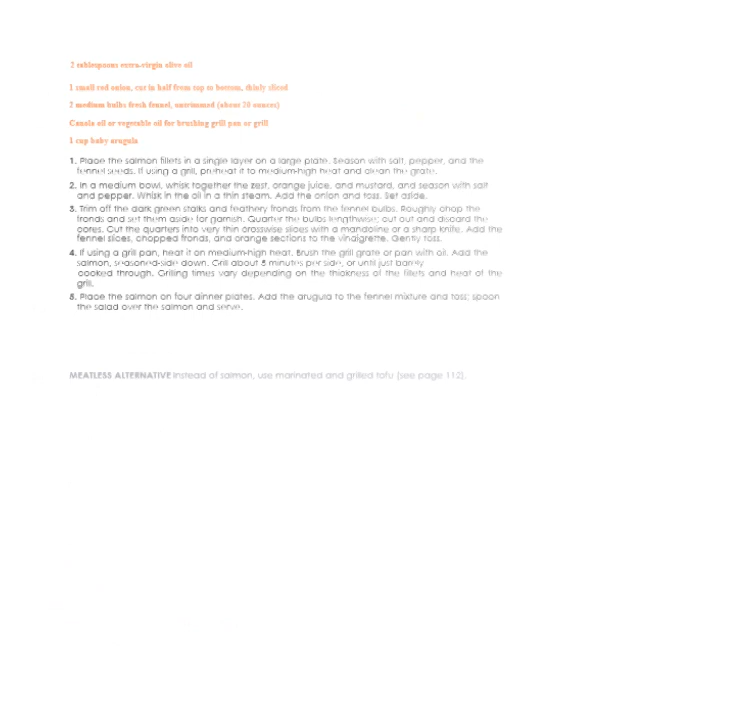 2 tablespoons extra-virgin olive oil
1 small red onion, cut in half from top to bottom, thinly sliced
2 medium bulbs fresh fennel, untrimmed (about 20 ounces)
Canola oil or vegetable oil for brushing grill pan or grill
1 cup baby arugula
1. Place the salmon fillets in a single layer on a large plate. Season with salt, pepper, and the
fennel seeds. If using a grill, preheat it to medium-high heat and clean the grate.
2. In a medium bowl, whisk together the zest, orange juice, and mustard, and season with salt
and pepper. Whisk in the oil in a thin steam. Add the onion and toss. Set aside.
3. Trim off the dark green stalks and feathery fronds from the fennel bulbs. Roughly chop the
fronds and set them aside for garnish. Quarter the bulbs lengthwise; cut out and discard the
cores. Cut the quarters into very thin crosswise slices with a mandoline or a sharp knife. Add the
fennel slices, chopped fronds, and orange sections to the vinaigrette. Gently toss.
4. If using a grill pan, heat it on medium-high heat. Brush the grill grate or pan with oil. Add the
salmon, seasoned-side down. Grill about 5 minutes per side, or until just barely
cooked through. Grilling times vary depending on the thickness of the fillets and heat of the
grill.
5. Place the salmon on four dinner plates. Add the arugula to the fennel mixture and toss; spoon
the salad over the salmon and serve.
MEATLESS ALTERNATIVE Instead of salmon, use marinated and grilled tofu (see page 112).